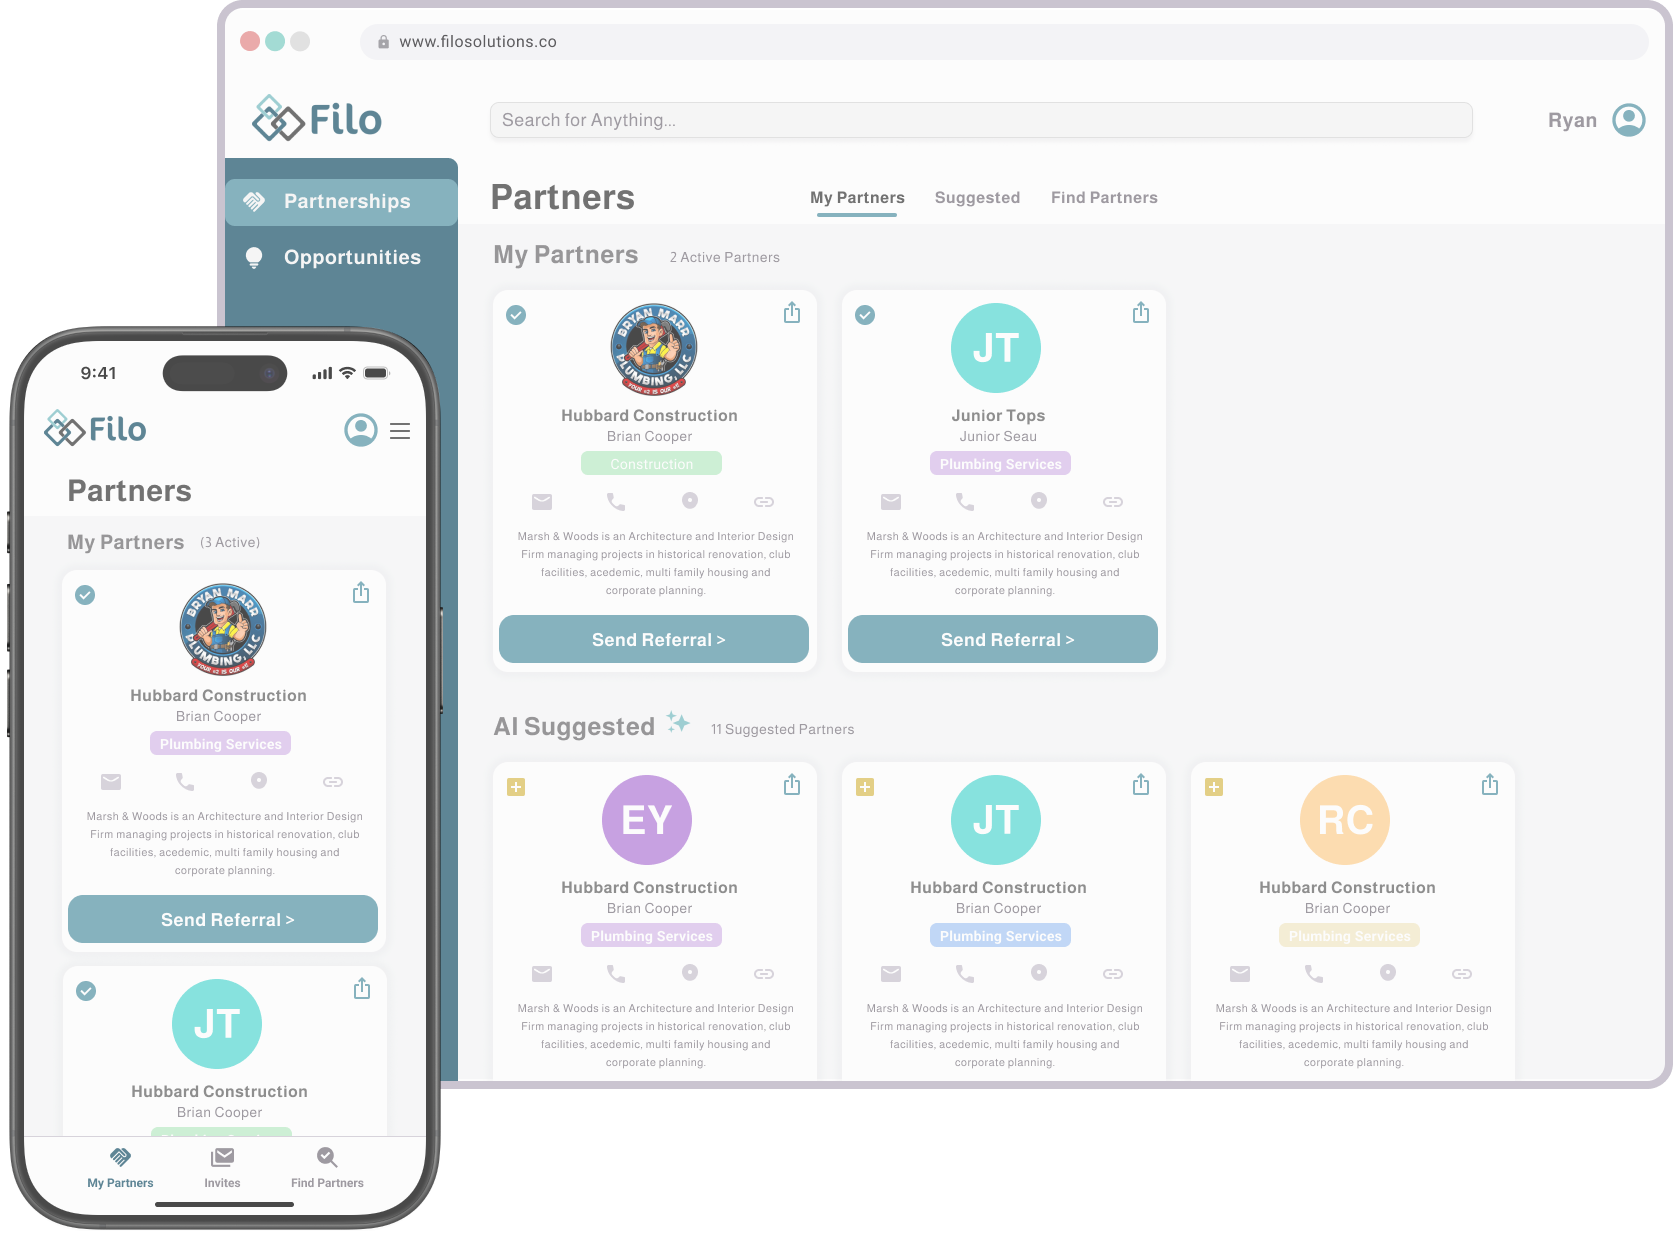 www.filosolutions.co
Filo
Search for Anything...
Ryan
Partnerships
Opportunities
Partners
My Partners
Suggested
Find Partners
My Partners
2 Active Partners
BRYAN MARR
PLUMBING, LLC
YOUR #2 IS OUR #1
Hubbard Construction
Brian Cooper
Construction
Marsh & Woods is an Architecture and Interior Design
Firm managing projects in historical renovation, club
facilities, acedemic, multi family housing and
corporate planning.
Send Referral >
JT
Junior Tops
Junior Seau
Plumbing Services
Marsh & Woods is an Architecture and Interior Design
Firm managing projects in historical renovation, club
facilities, acedemic, multi family housing and
corporate planning.
Send Referral >
AI Suggested
11 Suggested Partners
EY
Hubbard Construction
Brian Cooper
Plumbing Services
Marsh & Woods is an Architecture and Interior Design
Firm managing projects in historical renovation, club
facilities, acedemic, multi family housing and
corporate planning.
JT
Hubbard Construction
Brian Cooper
Plumbing Services
Marsh & Woods is an Architecture and Interior Design
Firm managing projects in historical renovation, club
facilities, acedemic, multi family housing and
corporate planning.
RC
Hubbard Construction
Brian Cooper
Plumbing Services
Marsh & Woods is an Architecture and Interior Design
Firm managing projects in historical renovation, club
facilities, acedemic, multi family housing and
corporate planning.
9:41
Filo
Partners
My Partners
(3 Active)
BRYAN MARR
PLUMBING, LLC
YOUR #2 IS OUR #1
Hubbard Construction
Brian Cooper
Plumbing Services
Marsh & Woods is an Architecture and Interior Design
Firm managing projects in historical renovation, club
facilities, acedemic, multi family housing and
corporate planning.
Send Referral >
JT
Hubbard Construction
Brian Cooper
My Partners
Invites
Find Partners